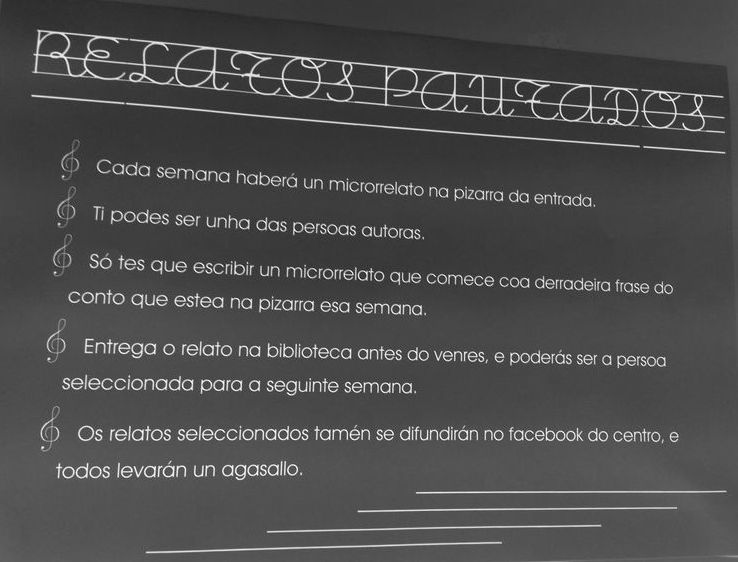 RELATOS PAUTADOS
Cada semana haberá un microrrelato na pizarra da entrada.
Ti podes ser unha das persoas autoras.
Só tes que escribir un microrrelato que comece coa derradeira frase do
conto que estea na pizarra esa semana.
Entrega o relato na biblioteca antes do venres, e poderás ser a persoa
seleccionada para a seguinte semana.
Os relatos seleccionados tamén se difundirán no facebook do centro, e
todos levarán un agasallo.